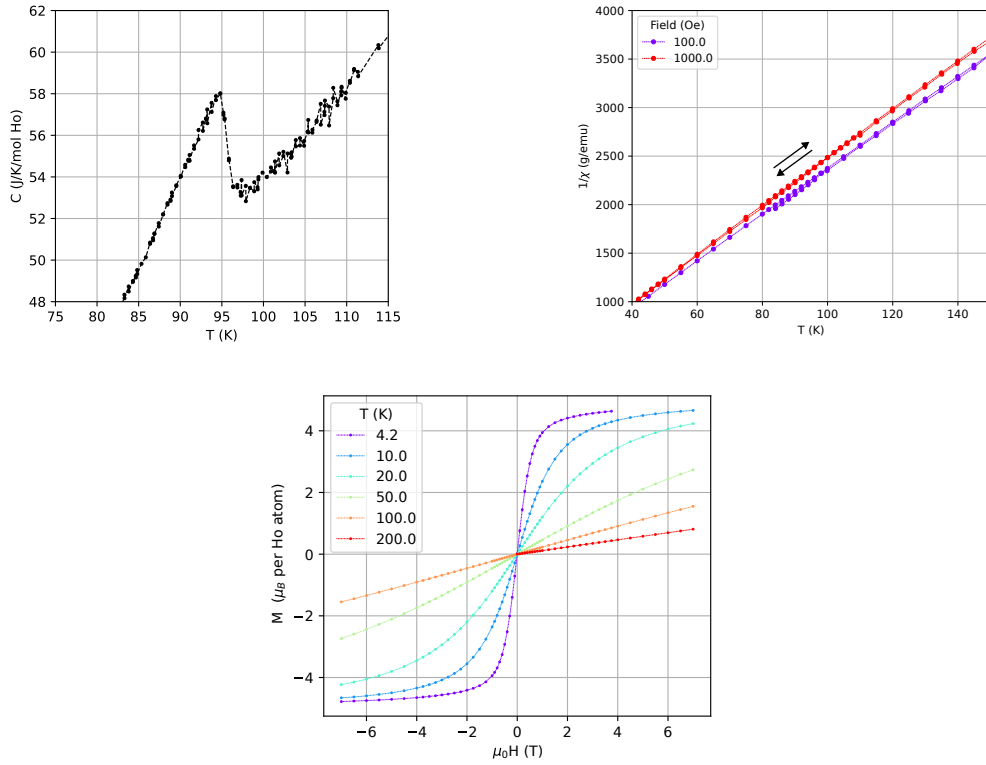 62
60
58
56
54
52
50
48
C (J/K/mol Ho)
75 80 85 90 95 100 105 110 115
T (K)
4000
3500
3000
2500
2000
1500
1000
1/χ (g/emu)
Field (Oe)
100.0
1000.0
40 60 80 100 120 140
T (K)
4
2
0
−2
−4
M (μB per Ho atom)
T (K)
4.2
10.0
20.0
50.0
100.0
200.0
−6 −4 −2 0 2 4 6
μ0H (T)